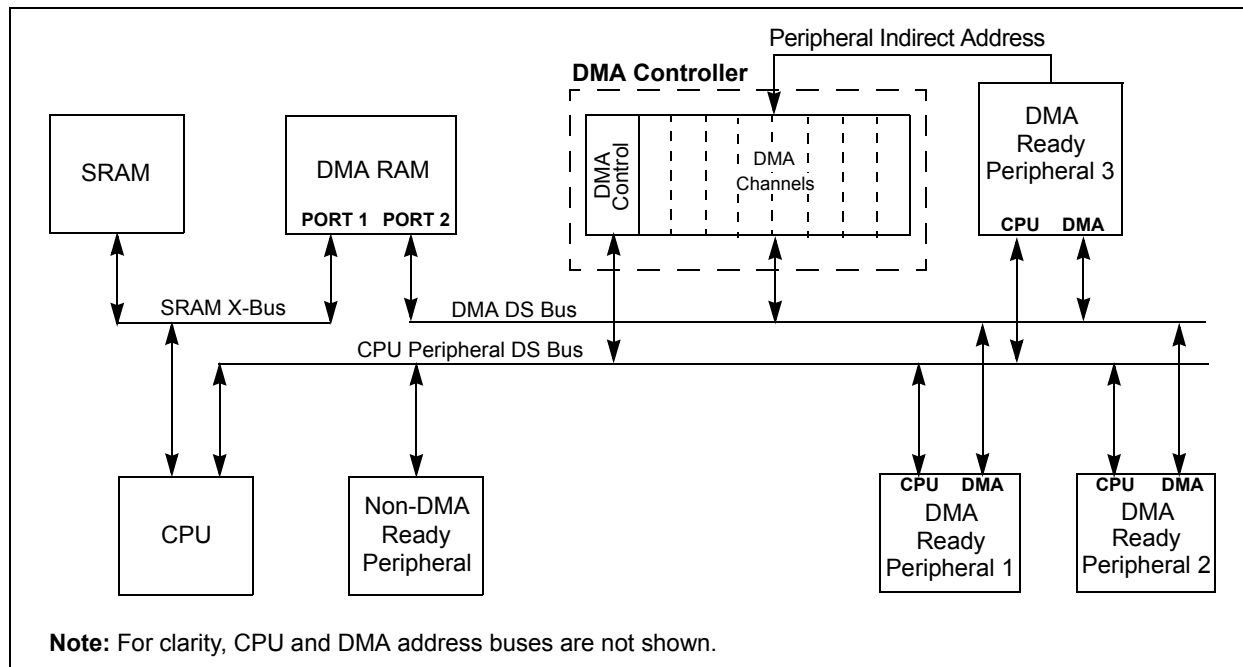 Peripheral Indirect Address
DMA Controller
SRAM
DMA RAM
PORT 1 PORT 2
DMA
Control
DMA
Channels
DMA
Ready
Peripheral 3
CPU DMA
SRAM X-Bus
DMA DS Bus
CPU Peripheral DS Bus
CPU
Non-DMA
Ready
Peripheral
CPU DMA
DMA
Ready
Peripheral 1
CPU DMA
DMA
Ready
Peripheral 2
Note: For clarity, CPU and DMA address buses are not shown.